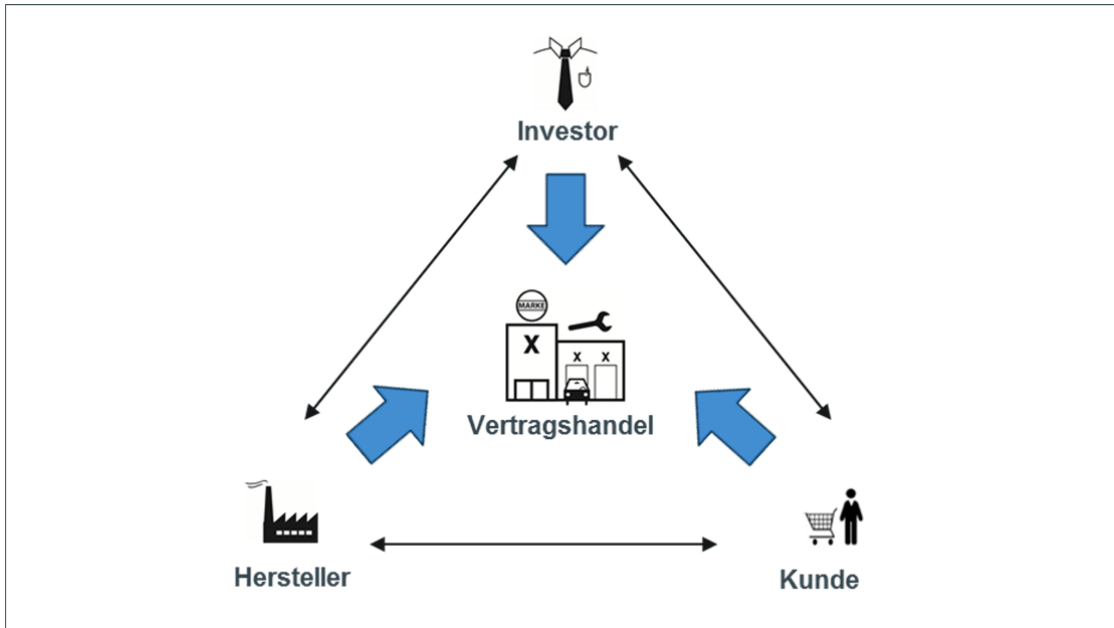 Investor
MARKE
X
X X
Vertragshandel
Hersteller
Kunde